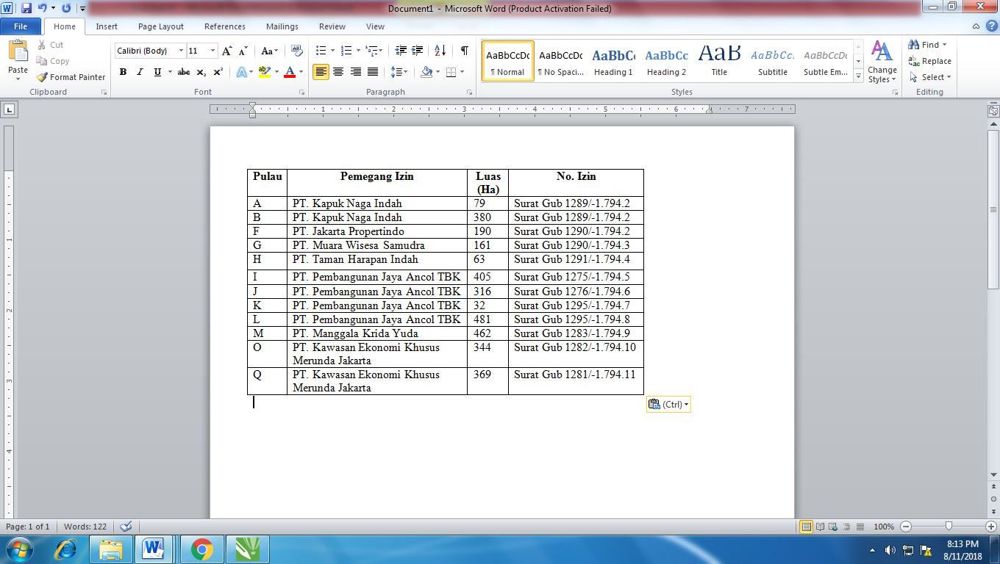 Document1 - Microsoft Word (Product Activation Failed)
File Home Insert Page Layout References Mailings Review View
Paste
Cut
Copy
Format Painter
Clipboard
Calibri (Body) 11
Font
Paragraph
AaBbCcDc AaBbCcDc AaBbCc AaBbCc AaB AaBbCc. AaBbCcDc
¶ Normal ¶ No Spaci... Heading 1 Heading 2 Title Subtitle Subtle Em...
Change Styles
Styles
Find
Replace
Select
Editing
1 2 3 4 5 6 7
1
2
3
4
Pulau Pemegang Izin Luas (Ha) No. Izin
A PT. Kapuk Naga Indah 79 Surat Gub 1289/-1.794.2
B PT. Kapuk Naga Indah 380 Surat Gub 1289/-1.794.2
F PT. Jakarta Propertindo 190 Surat Gub 1290/-1.794.2
G PT. Muara Wisesa Samudra 161 Surat Gub 1290/-1.794.3
H PT. Taman Harapan Indah 63 Surat Gub 1291/-1.794.4
I PT. Pembangunan Jaya Ancol TBK 405 Surat Gub 1275/-1.794.5
J PT. Pembangunan Jaya Ancol TBK 316 Surat Gub 1276/-1.794.6
K PT. Pembangunan Jaya Ancol TBK 32 Surat Gub 1295/-1.794.7
L PT. Pembangunan Jaya Ancol TBK 481 Surat Gub 1295/-1.794.8
M PT. Manggala Krida Yuda 462 Surat Gub 1283/-1.794.9
O PT. Kawasan Ekonomi Khusus 344 Surat Gub 1282/-1.794.10
Merunda Jakarta
Q PT. Kawasan Ekonomi Khusus 369 Surat Gub 1281/-1.794.11
Merunda Jakarta
(Ctrl)
Page: 1 of 1 Words: 122 100%
8:13 PM
8/11/2018